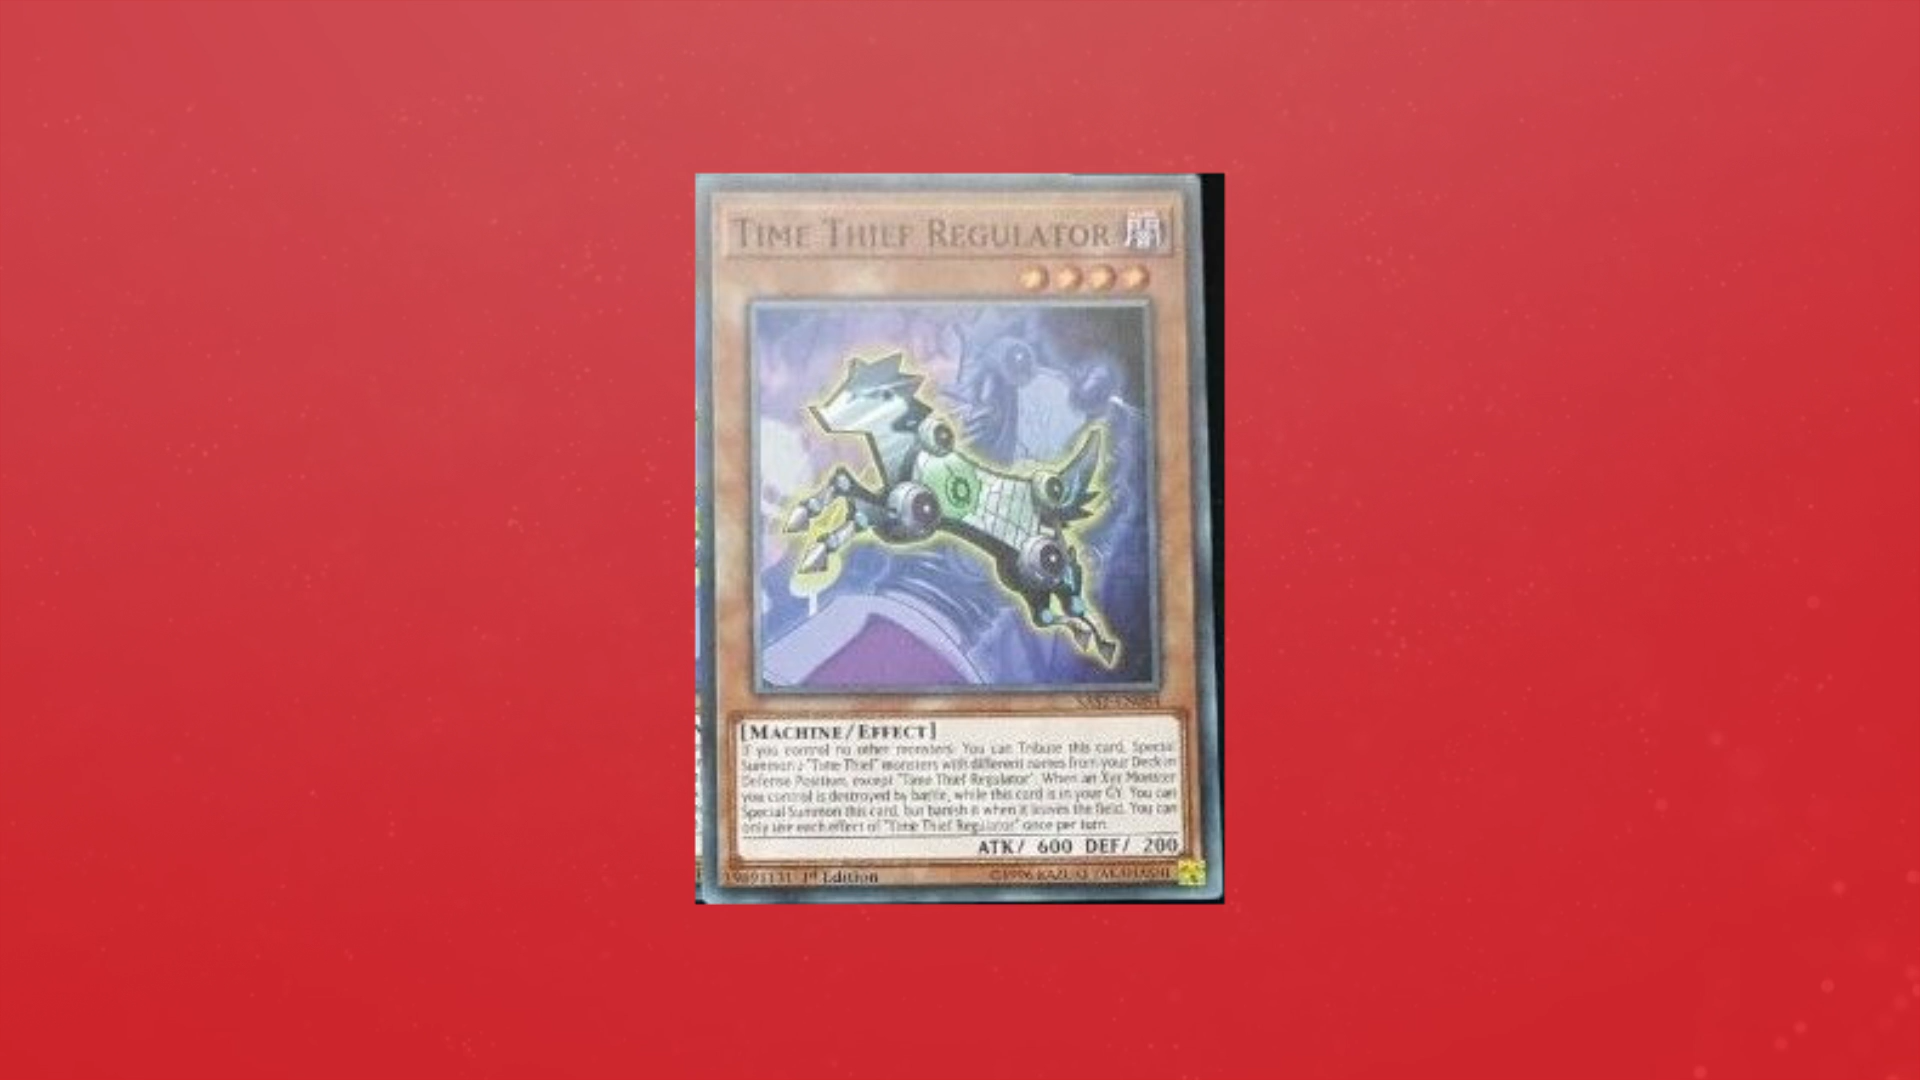 TIME THIEF REGULATOR
[MACHINE/EFFECT]
If you control no other monsters: You can Tribute this card, Special
Summon 2 "Time Thief" monsters with different names from your Deck in
Defense Position, except "Time Thief Regulator". When an Xyz Monster
you control is destroyed by battle, while this card is in your GY: You can
Special Summon this card, but banish it when it leaves the field. You can
only use each effect of "Time Thief Regulator" once per turn.
ATK/ 600 DEF/ 200
19891131 1st Edition
©1996 KAZUKI TAKAHASHI